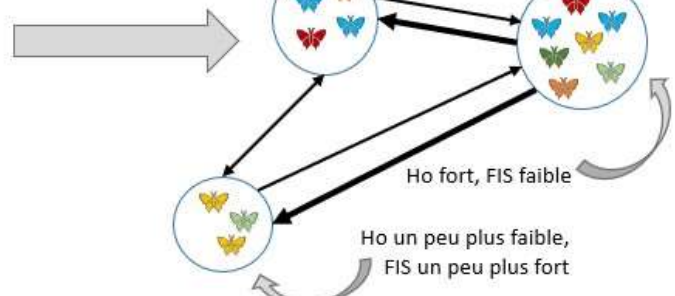 Ho fort, FIS faible
Ho un peu plus faible,
FIS un peu plus fort